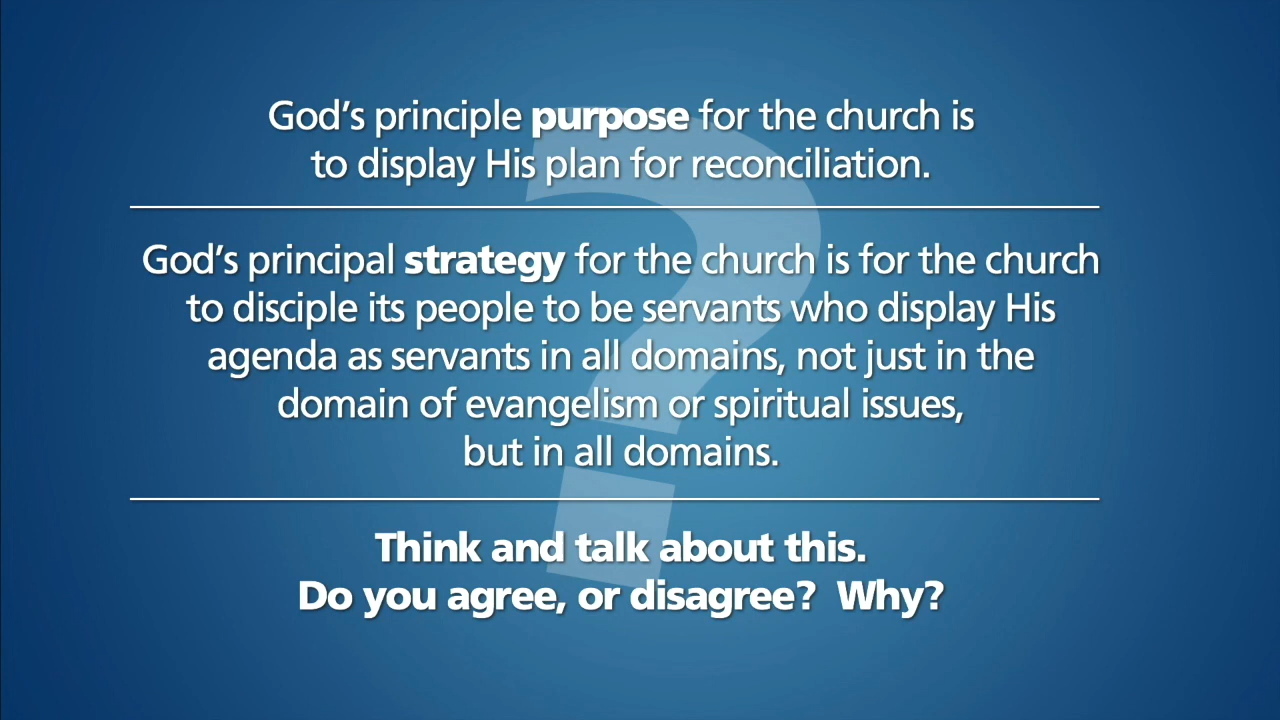 God's principle purpose for the church is
to display His plan for reconciliation.
God's principal strategy for the church is for the church
to disciple its people to be servants who display His
agenda as servants in all domains, not just in the
domain of evangelism or spiritual issues,
but in all domains.
Think and talk about this.
Do you agree, or disagree?  Why?